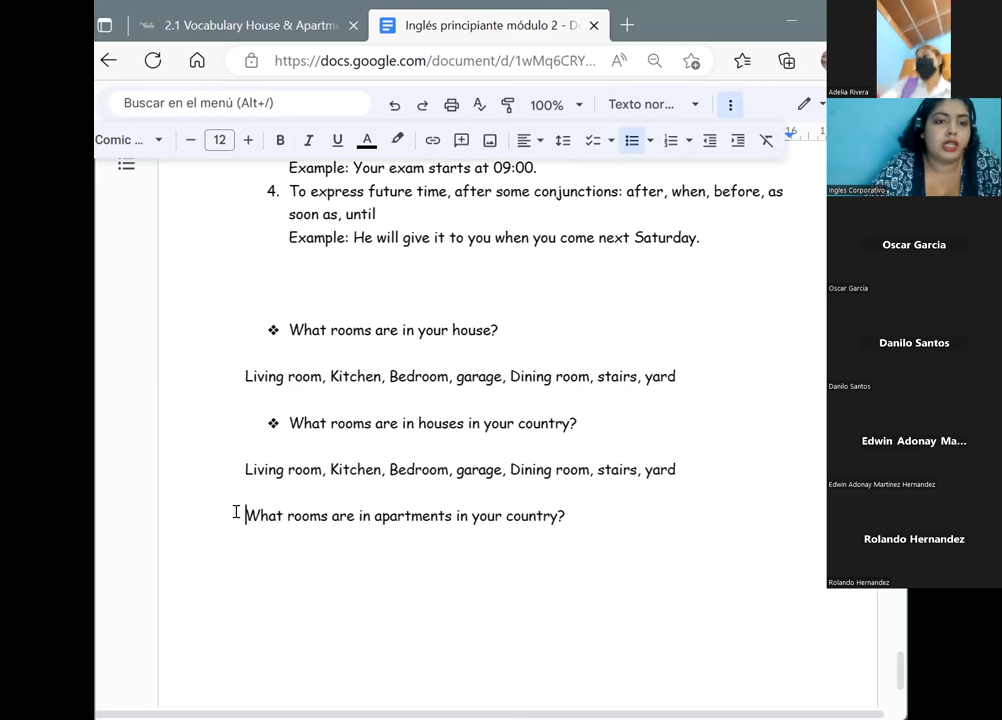 2.1 Vocabulary House & Apartm
Inglés principiante módulo 2 - D
https://docs.google.com/document/d/1wMq6CRY...
Buscar en el menú (Alt+/)
100%
Texto nor...
Comic ...
12
B I U A
16
Example: Your exam starts at 09:00.
4. To express future time, after some conjunctions: after, when, before, as
soon as, until
Example: He will give it to you when you come next Saturday.
❖ What rooms are in your house?
Living room, Kitchen, Bedroom, garage, Dining room, stairs, yard
❖ What rooms are in houses in your country?
Living room, Kitchen, Bedroom, garage, Dining room, stairs, yard
What rooms are in apartments in your country?
Adelia Rivera
Inglés Corporativo
Oscar Garcia
Oscar Garcia
Danilo Santos
Danilo Santos
Edwin Adonay Ma...
Edwin Adonay Martinez Hernandez
Rolando Hernandez
Rolando Hernandez